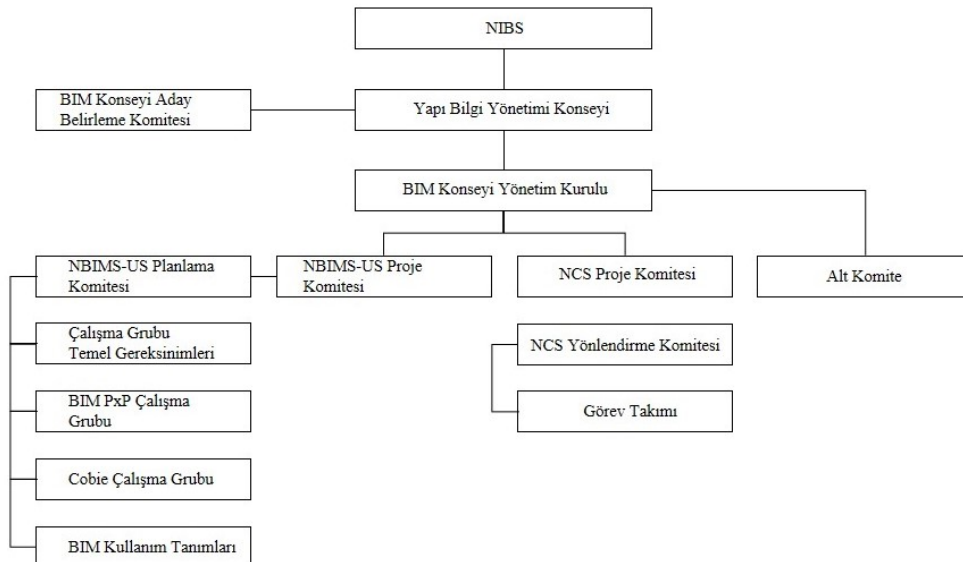 NIBS
BIM Konseyi Aday
Belirleme Komitesi
Yapı Bilgi Yönetimi Konseyi
BIM Konseyi Yönetim Kurulu
NBIMS-US Planlama
Komitesi
NBIMS-US Proje
Komitesi
NCS Proje Komitesi
Alt Komite
Çalışma Grubu
Temel Gereksinimleri
NCS Yönlendirme Komitesi
BIM PxP Çalışma
Grubu
Görev Takımı
Cobie Çalışma Grubu
BIM Kullanım Tanımları